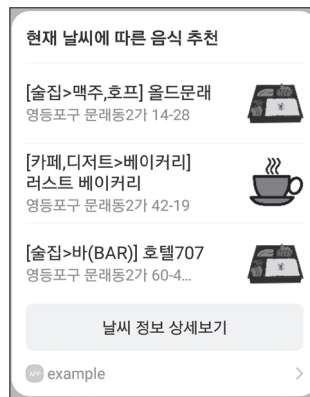 현재 날씨에 따른 음식 추천
[술집>맥주,호프] 올드문래
영등포구 문래동2가 14-28
[카페,디저트>베이커리]
러스트 베이커리
영등포구 문래동2가 42-19
[술집>바(BAR)] 호텔707
영등포구 문래동2가 60-4...
날씨 정보 상세보기
APP example